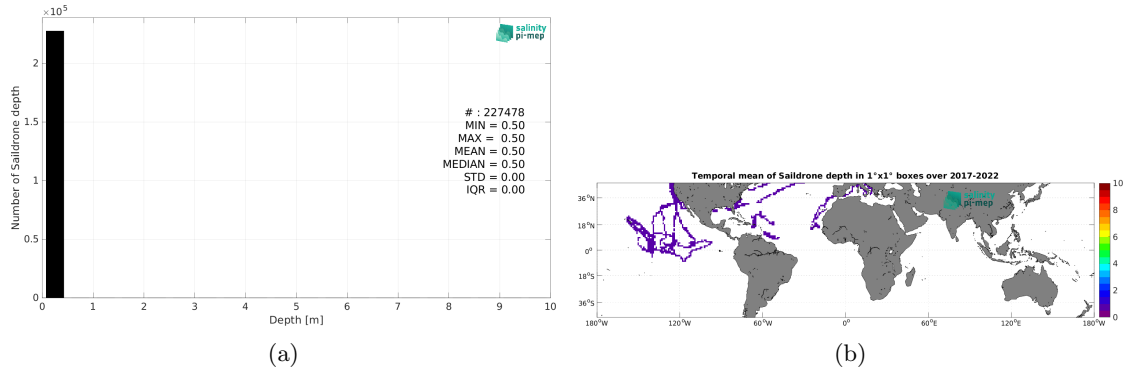 ×10⁵
2
1.5
1
0.5
0
Number of Saildrone depth
0 1 2 3 4 5 6 7 8 9 10
Depth [m]
salinity
pi-mep
# : 227478
MIN = 0.50
MAX = 0.50
MEAN = 0.50
MEDIAN = 0.50
STD = 0.00
IQR = 0.00
(a)
Temporal mean of Saildrone depth in 1°x1° boxes over 2017-2022
salinity
pi-mep
36°N
18°N
0°
18°S
36°S
180°W 120°W 60°W 0° 60°E 120°E 180°W
10
8
6
4
2
0
(b)